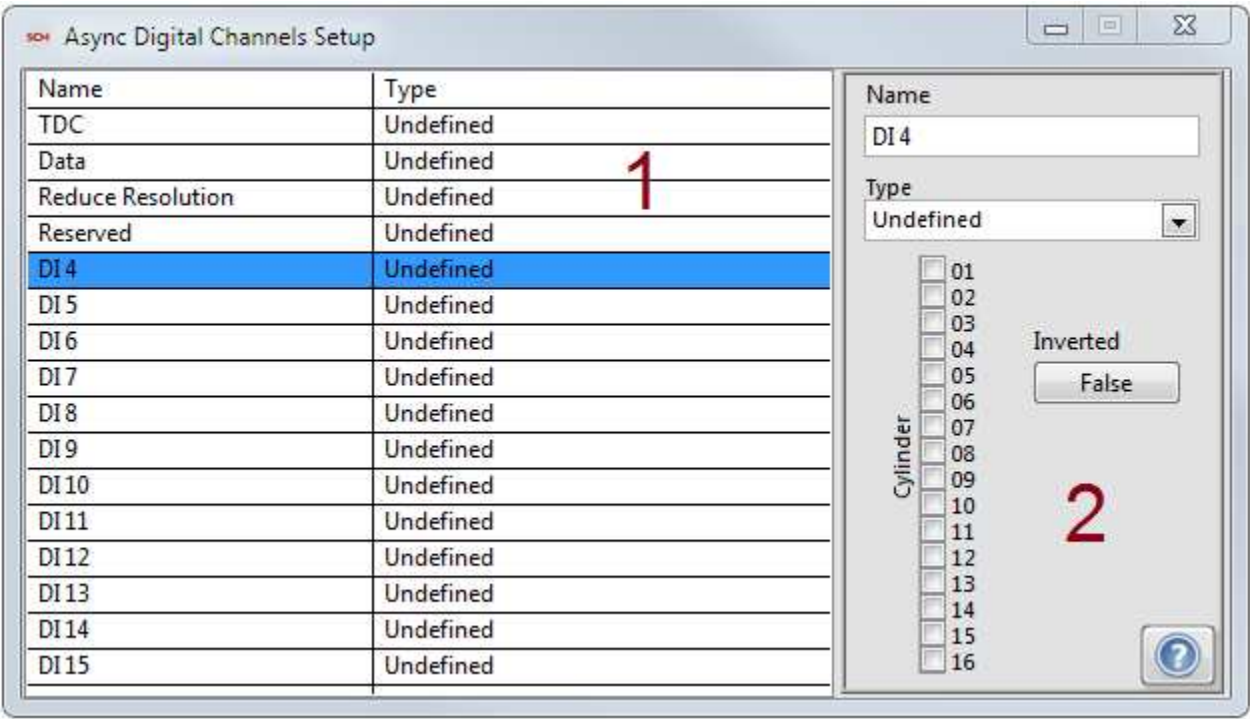 SCM Async Digital Channels Setup
Name Type
TDC Undefined
Data Undefined
Reduce Resolution Undefined
Reserved Undefined
DI 4 Undefined
DI 5 Undefined
DI 6 Undefined
DI 7 Undefined
DI 8 Undefined
DI 9 Undefined
DI 10 Undefined
DI 11 Undefined
DI 12 Undefined
DI 13 Undefined
DI 14 Undefined
DI 15 Undefined
1
Name
DI 4
Type
Undefined
Cylinder
01
02
03
04
05
06
07
08
09
10
11
12
13
14
15
16
Inverted
False
2
?